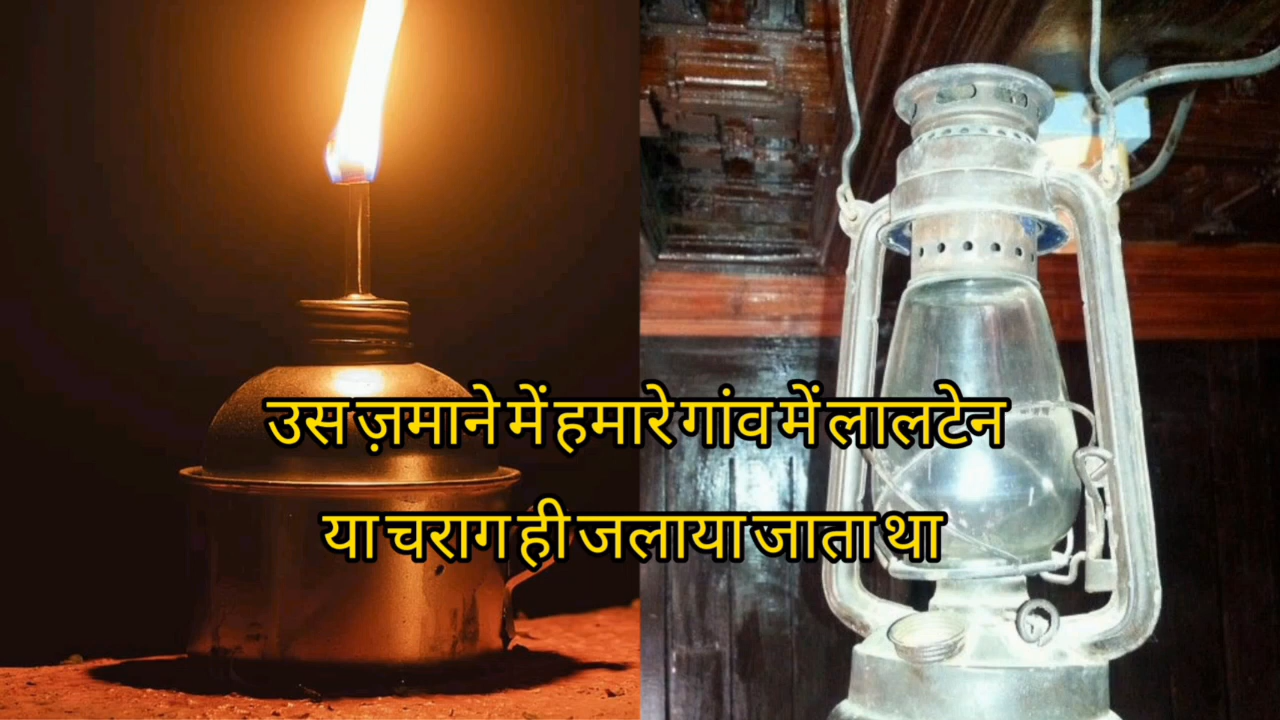 उस ज़माने में हमारे गांव में लालटेन
या चराग ही जलाया जाता था